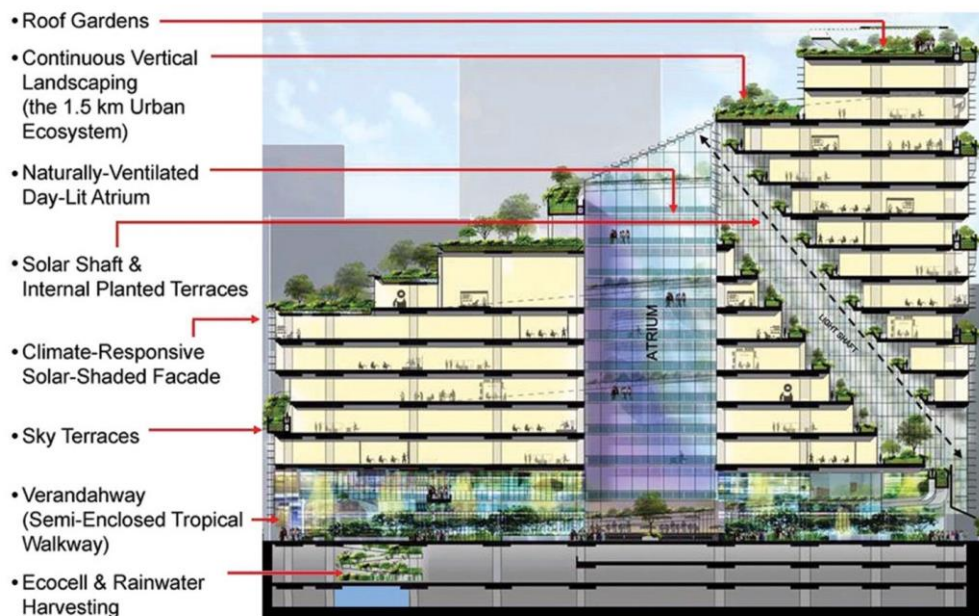 • Roof Gardens
• Continuous Vertical
Landscaping
(the 1.5 km Urban
Ecosystem)
• Naturally-Ventilated
Day-Lit Atrium
• Solar Shaft &
Internal Planted Terraces
• Climate-Responsive
Solar-Shaded Facade
• Sky Terraces
• Verandahway
(Semi-Enclosed Tropical
Walkway)
• Ecocell & Rainwater
Harvesting
ATRIUM
LIGHT SHAFT